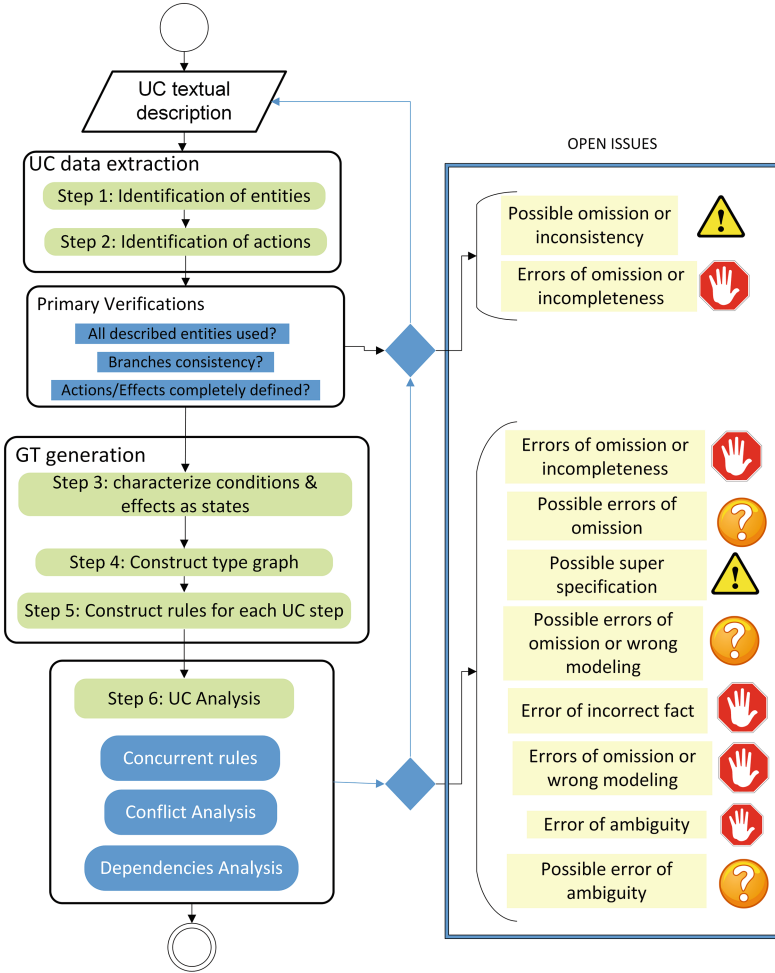 UC textual
description
UC data extraction
Step 1: Identification of entities
Step 2: Identification of actions
Primary Verifications
All described entities used?
Branches consistency?
Actions/Effects completely defined?
GT generation
Step 3: characterize conditions &
effects as states
Step 4: Construct type graph
Step 5: Construct rules for each UC step
Step 6: UC Analysis
Concurrent rules
Conflict Analysis
Dependencies Analysis
OPEN ISSUES
Possible omission or
inconsistency
!
Errors of omission or
incompleteness
Errors of omission or
incompleteness
Possible errors of
omission
?
Possible super
specification
!
Possible errors of
omission or wrong
modeling
?
Error of incorrect fact
Errors of omission or
wrong modeling
Error of ambiguity
Possible error of
ambiguity
?